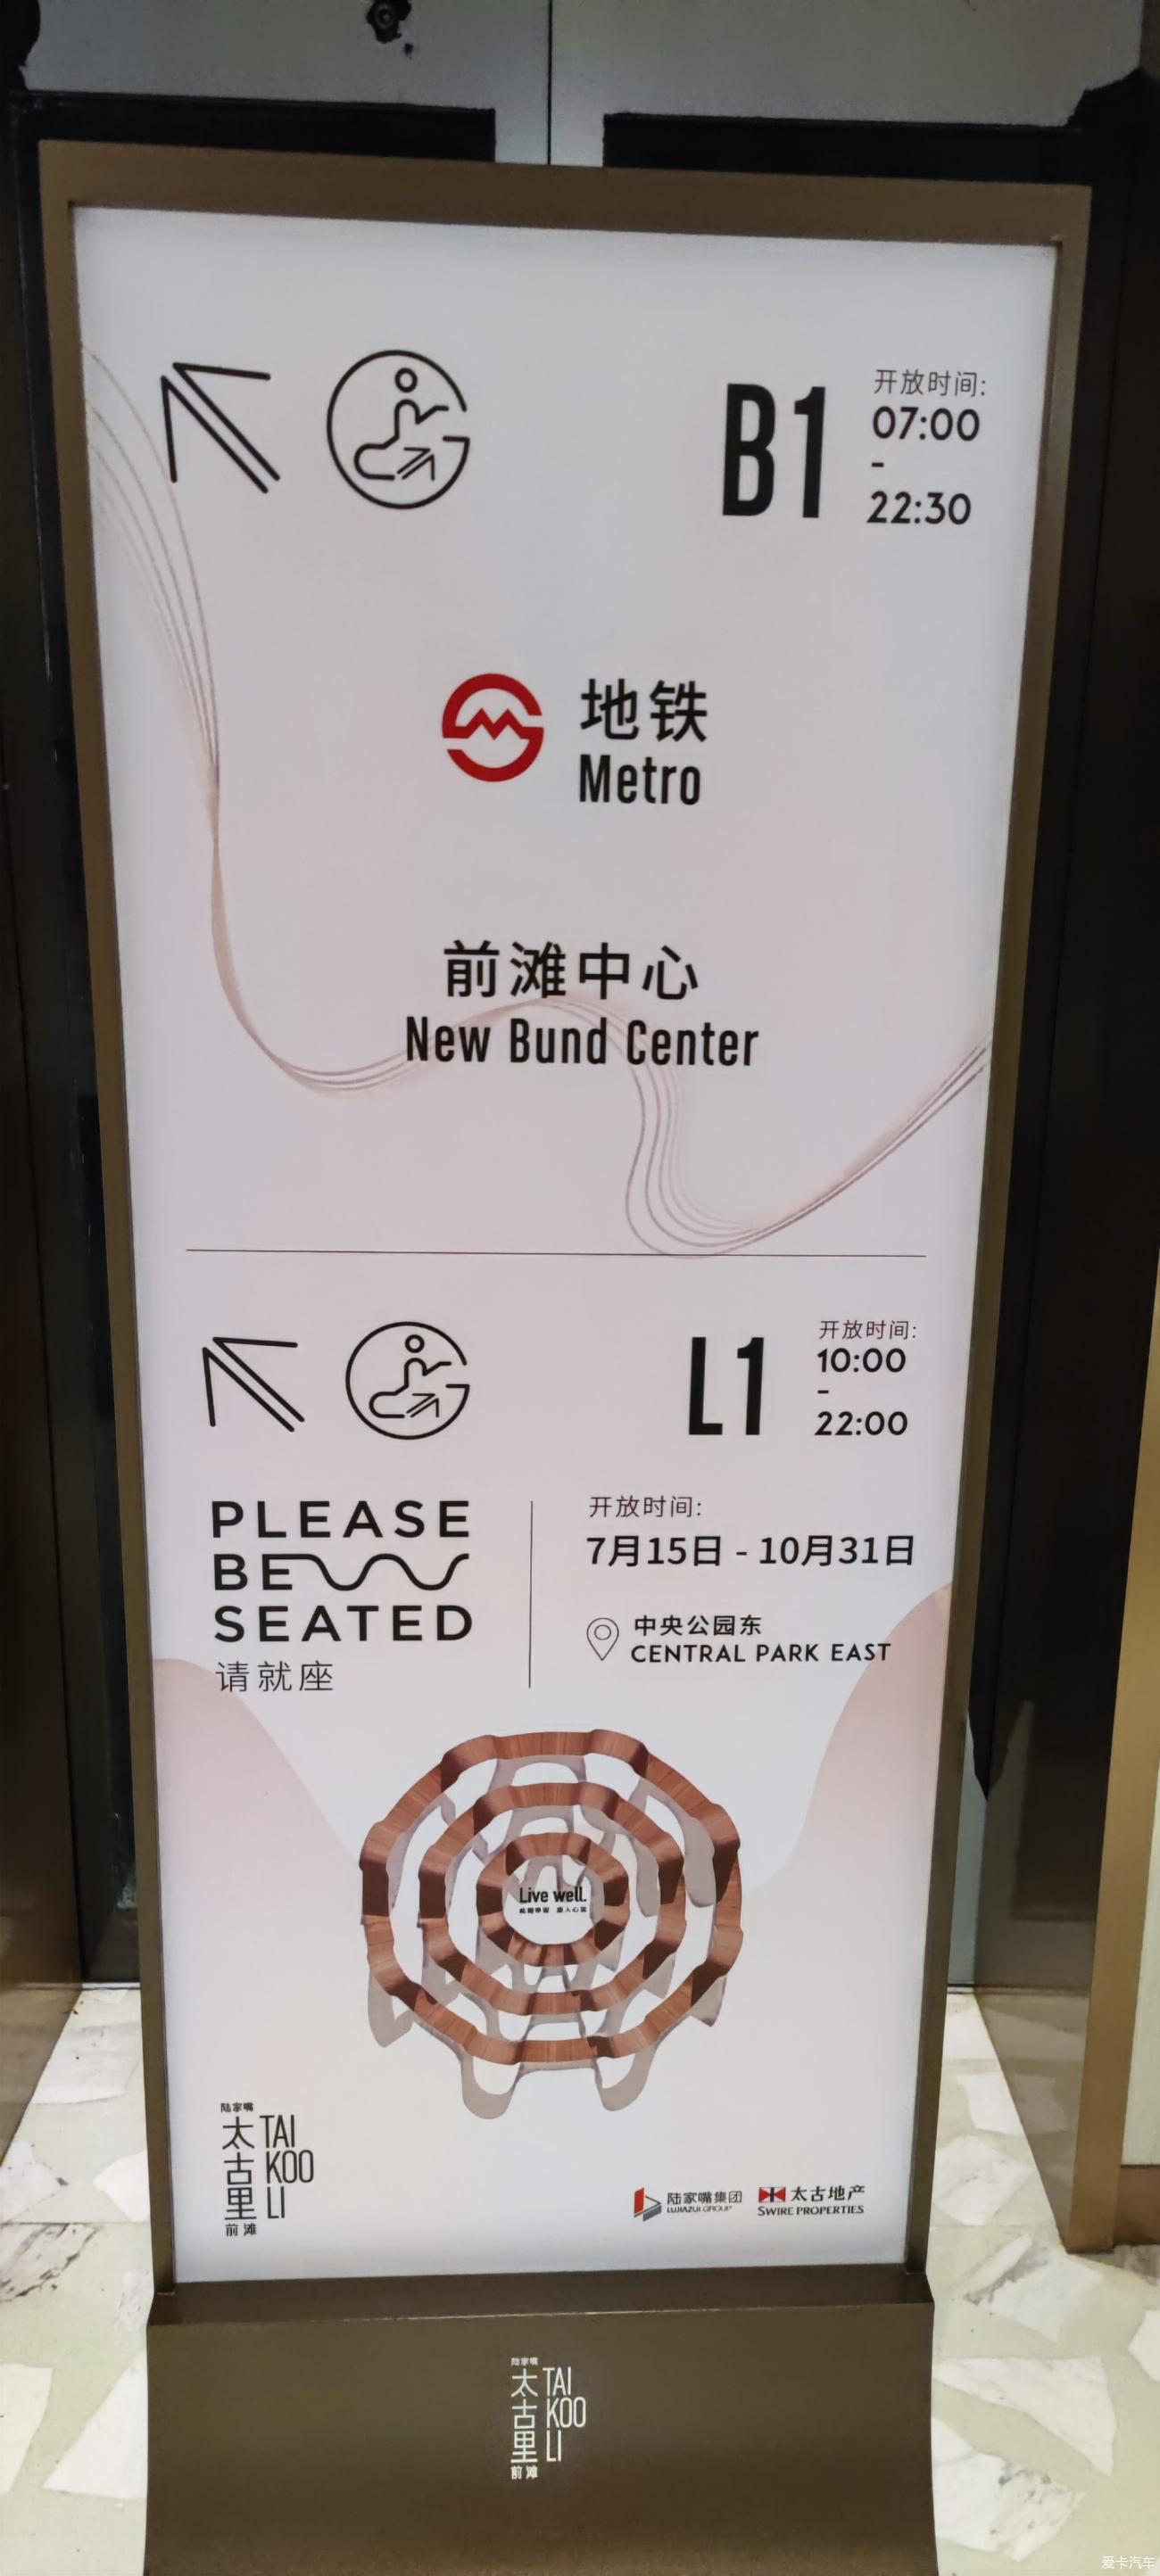 B1
开放时间:
07:00
-
22:30
地铁
Metro
前滩中心
New Bund Center
L1
开放时间:
10:00
-
22:00
PLEASE
BE
SEATED
请就座
开放时间:
7月15日 - 10月31日
中央公园东
CENTRAL PARK EAST
Live well.
陆家嘴
太古里
TAI
KOO
LI
前滩
陆家嘴集团
LUJIAZUI GROUP
太古地产
SWIRE PROPERTIES
陆家嘴
太古里
TAI
KOO
LI
前滩
爱卡汽车